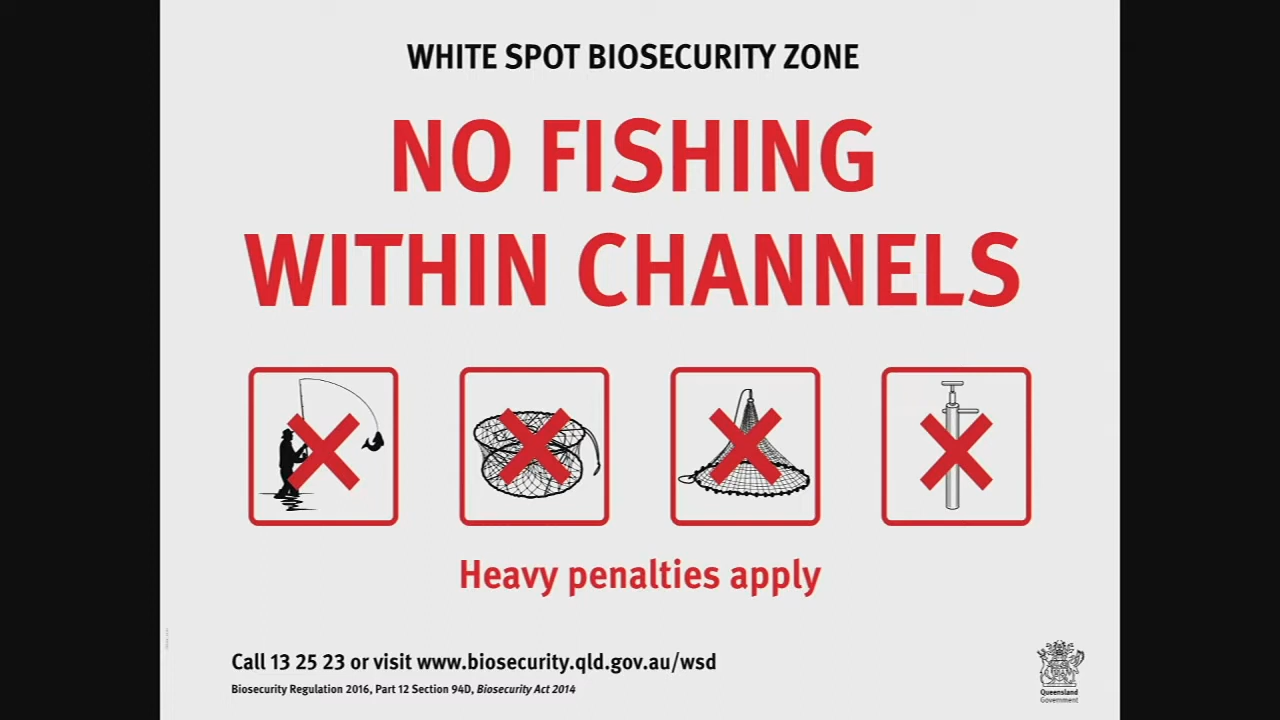 WHITE SPOT BIOSECURITY ZONE
NO FISHING
WITHIN CHANNELS
Heavy penalties apply
Call 13 25 23 or visit www.biosecurity.qld.gov.au/wsd
Biosecurity Regulation 2016, Part 12 Section 94D, Biosecurity Act 2014
Queensland
Government